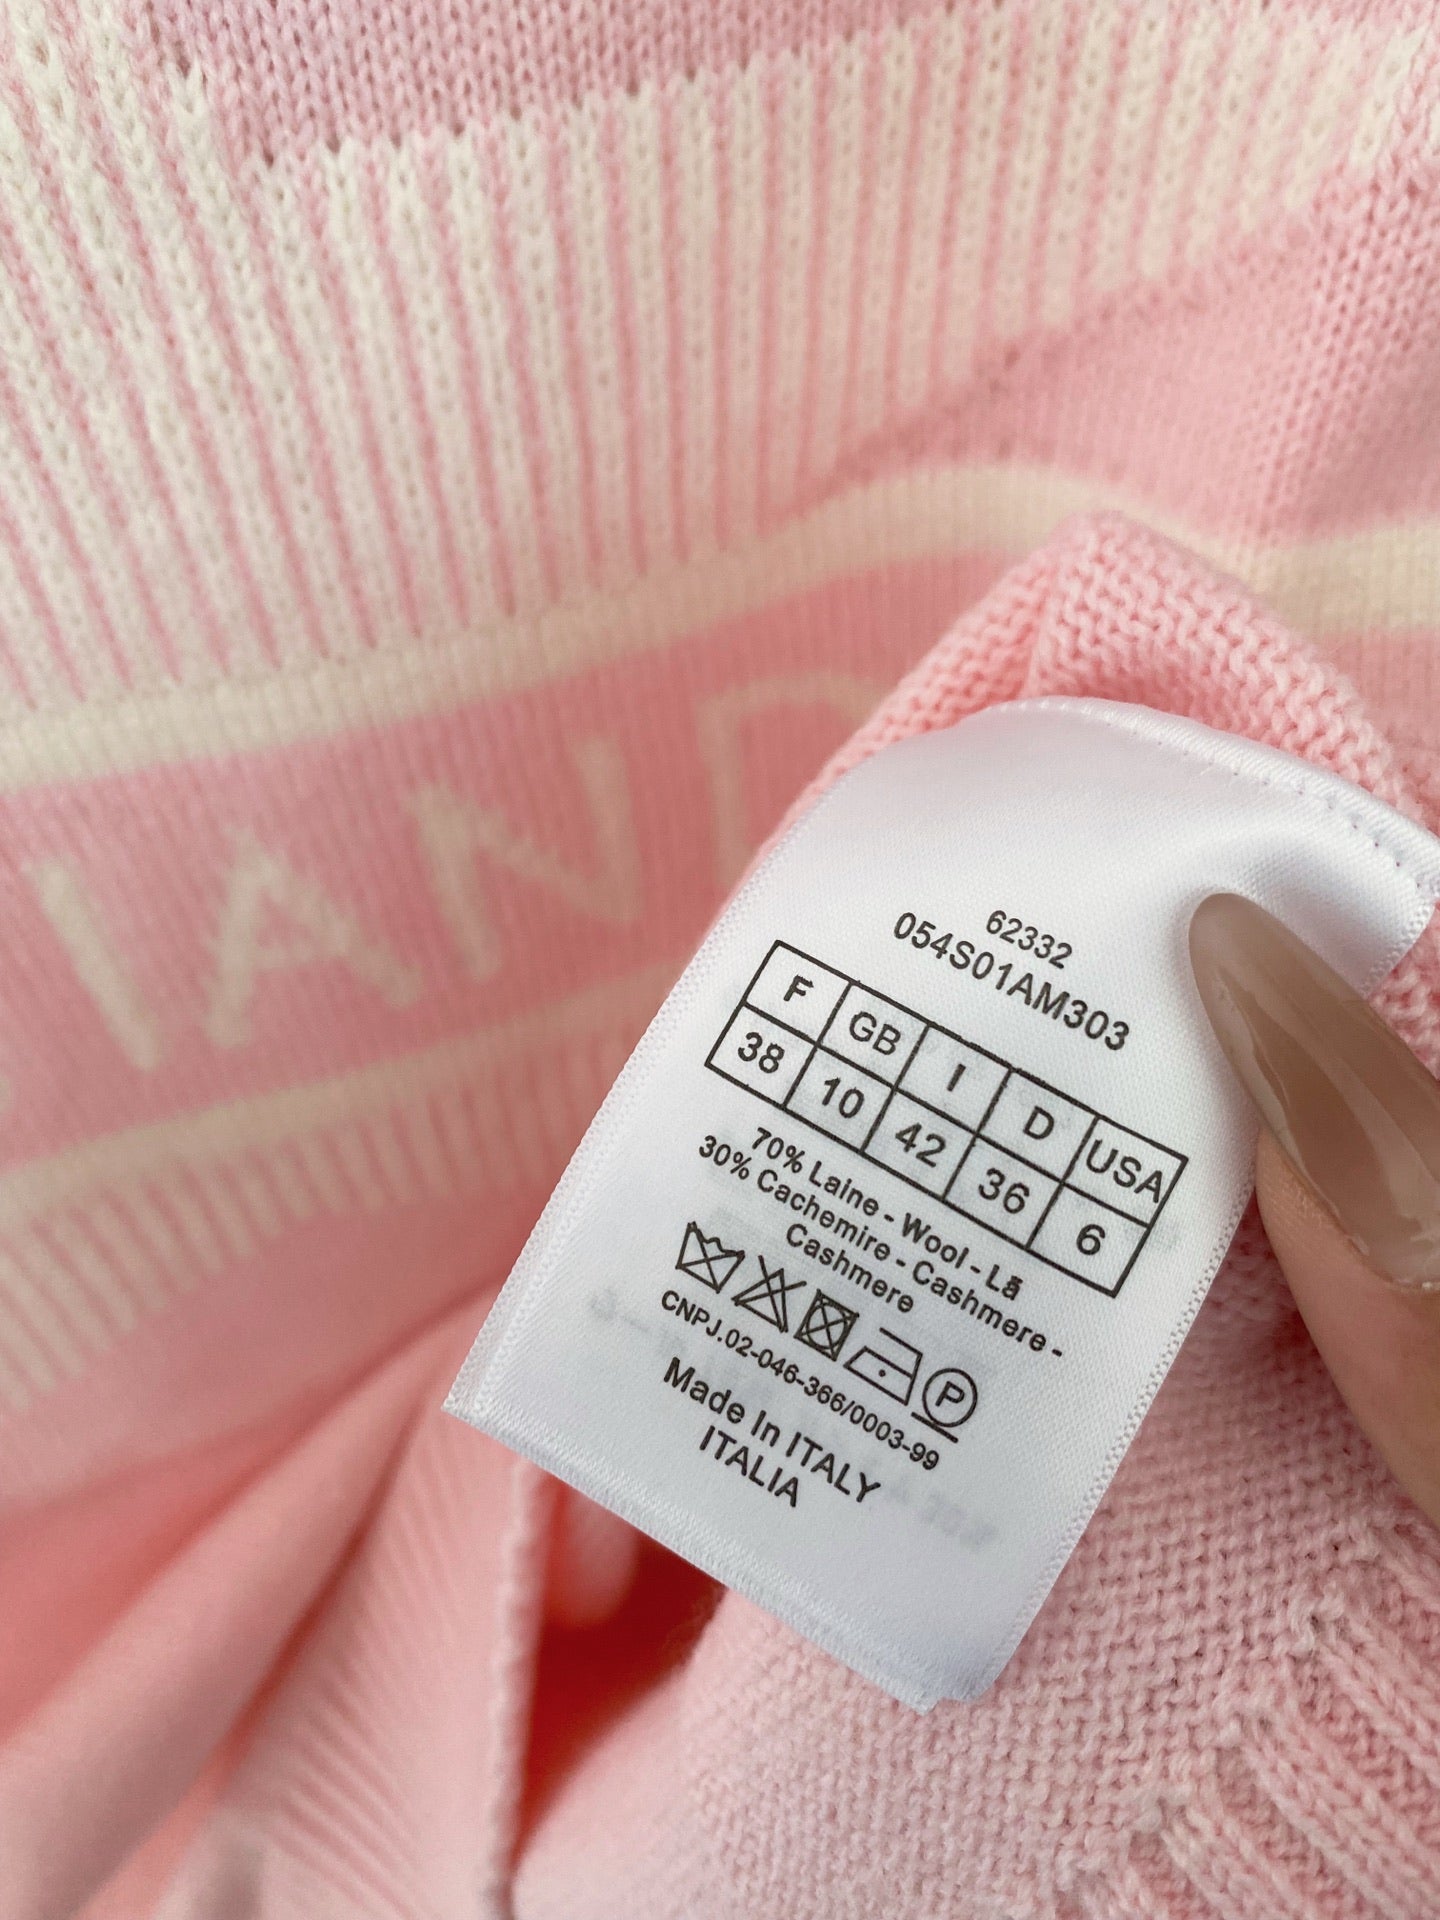 IAND
62332
054S01AM303
F GB I D USA
38 10 42 36 6
70% Laine - Wool - Lã
30% Cachemire - Cashmere -
Cashmere
P
CNPJ.02-046-366/0003-99
Made In ITALY
ITALIA